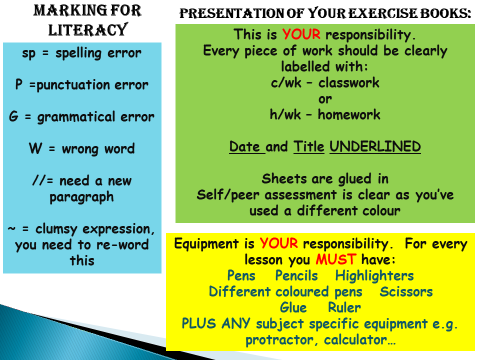 MARKING FOR
LITERACY
sp = spelling error
P =punctuation error
G = grammatical error
W = wrong word
//= need a new
paragraph
~ = clumsy expression,
you need to re-word
this
PRESENTATION OF YOUR EXERCISE BOOKS:
This is YOUR responsibility.
Every piece of work should be clearly
labelled with:
c/wk – classwork
or
h/wk – homework
Date and Title UNDERLINED
Sheets are glued in
Self/peer assessment is clear as you've
used a different colour
Equipment is YOUR responsibility. For every
lesson you MUST have:
Pens Pencils Highlighters
Different coloured pens Scissors
Glue Ruler
PLUS ANY subject specific equipment e.g.
protractor, calculator…